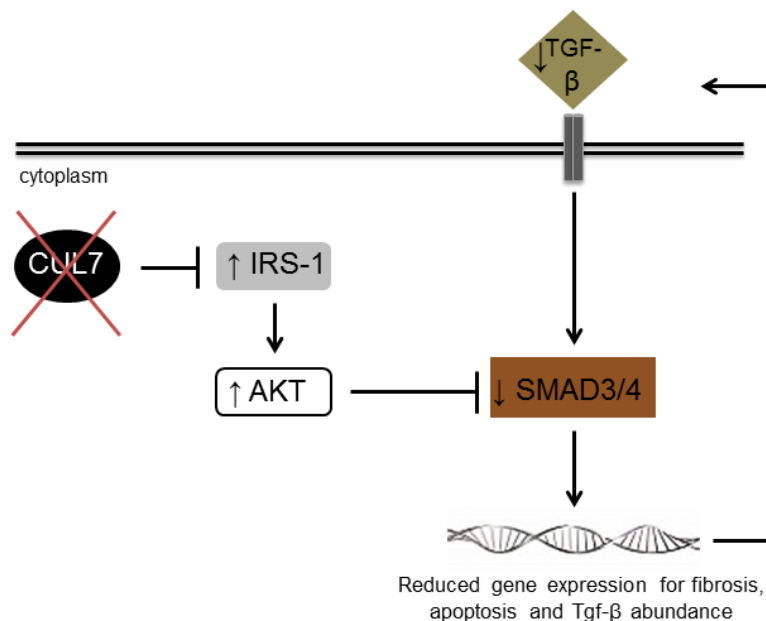 ↓TGF-
β
cytoplasm
CUL7
↑ IRS-1
↑ AKT
↓ SMAD3/4
Reduced gene expression for fibrosis,
apoptosis and Tgf-β abundance